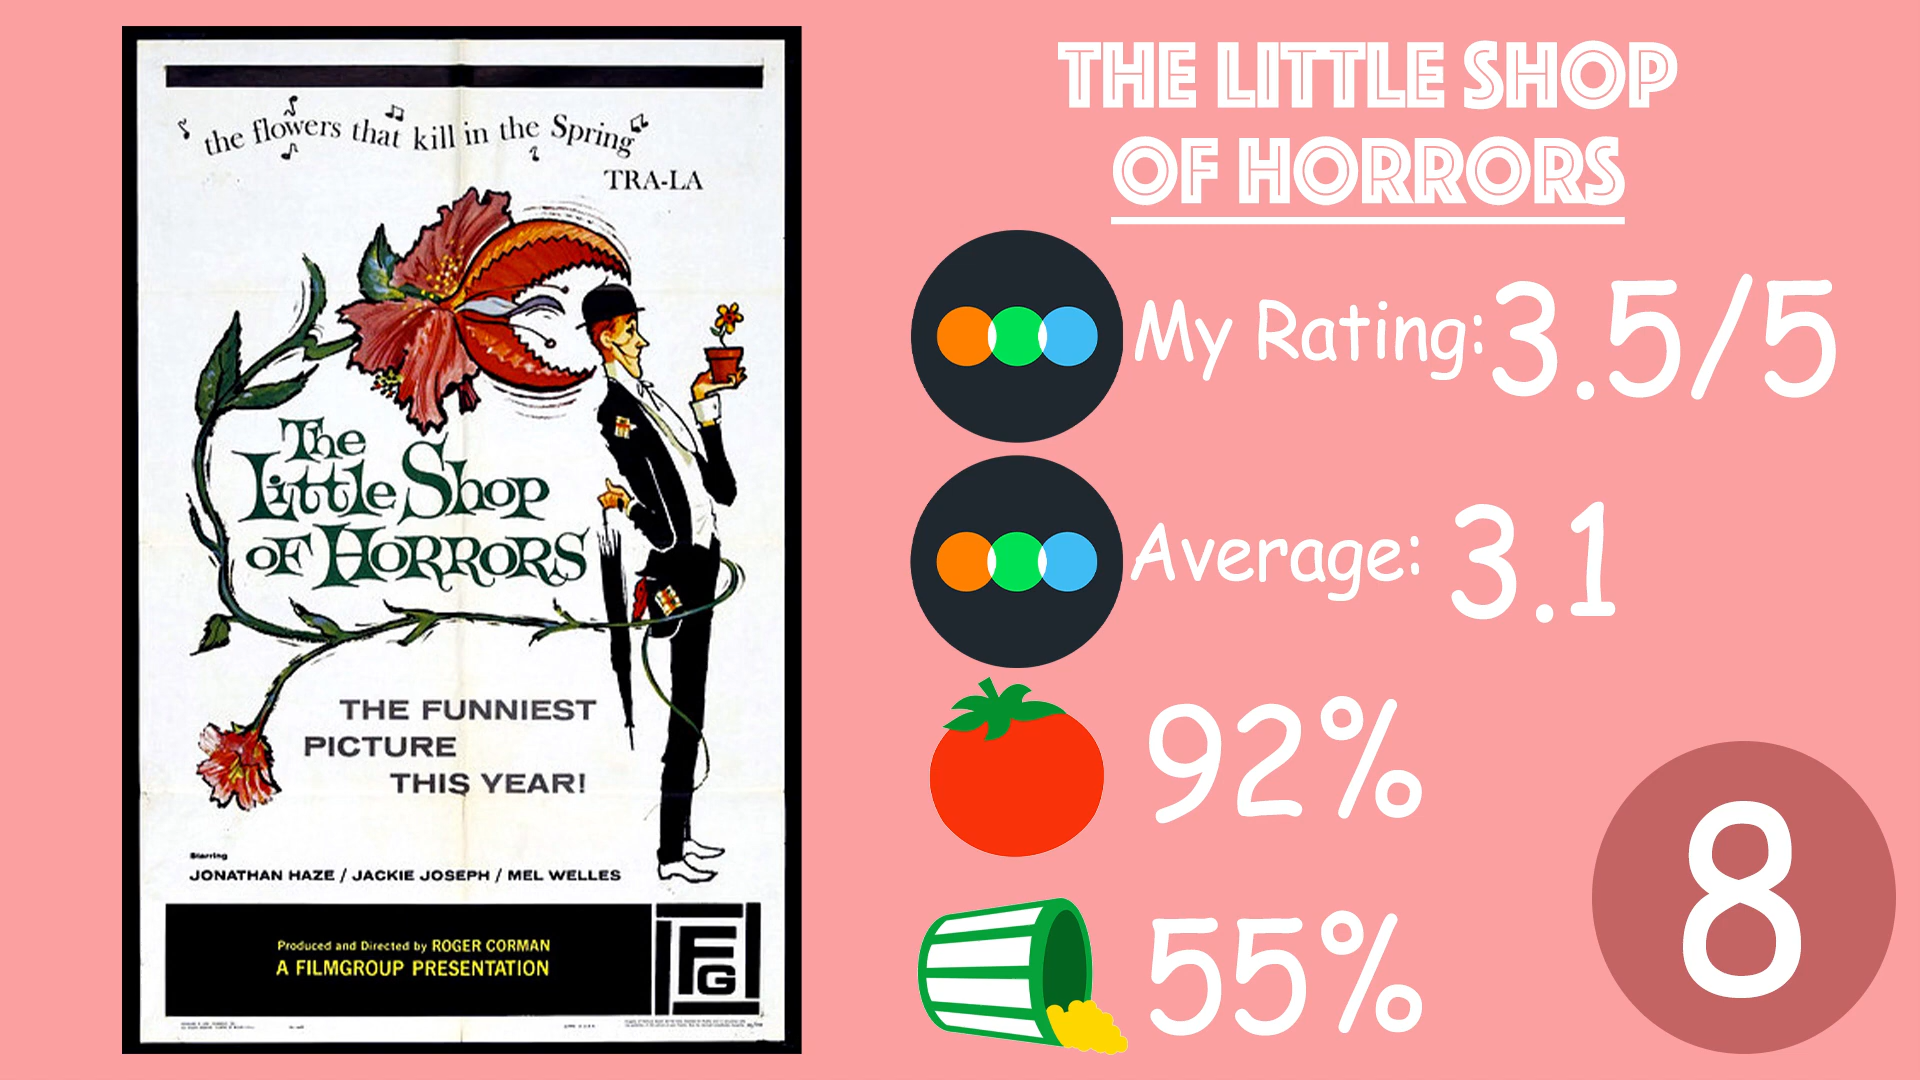 the flowers that kill in the Spring
TRA-LA
The
Little Shop
of Horrors
THE FUNNIEST
PICTURE
THIS YEAR!
Starring
JONATHAN HAZE / JACKIE JOSEPH / MEL WELLES
Produced and Directed by ROGER CORMAN
A FILMGROUP PRESENTATION
FG
THE LITTLE SHOP
OF HORRORS
My Rating: 3.5/5
Average: 3.1
92%
55%
8